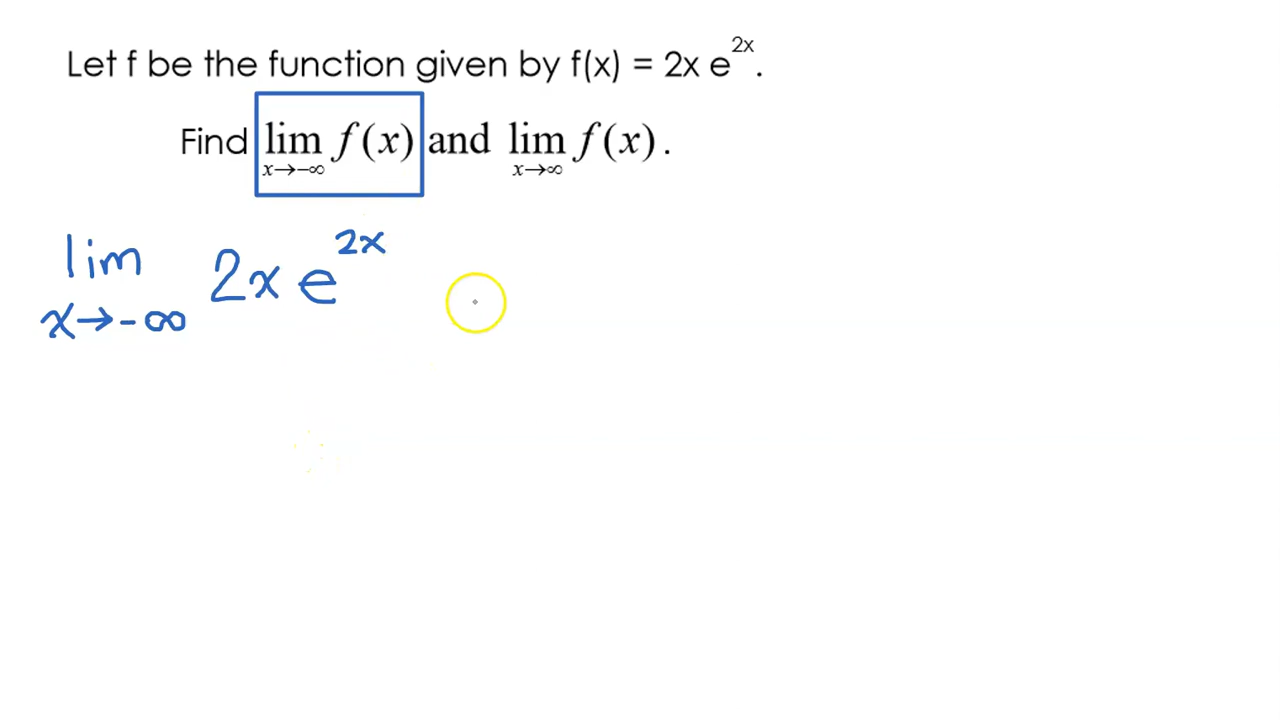 Let f be the function given by f(x) = 2x e^{2x}.
Find lim_{x→-∞} f(x) and lim_{x→∞} f(x).
lim_{x→-∞} 2x e^{2x}